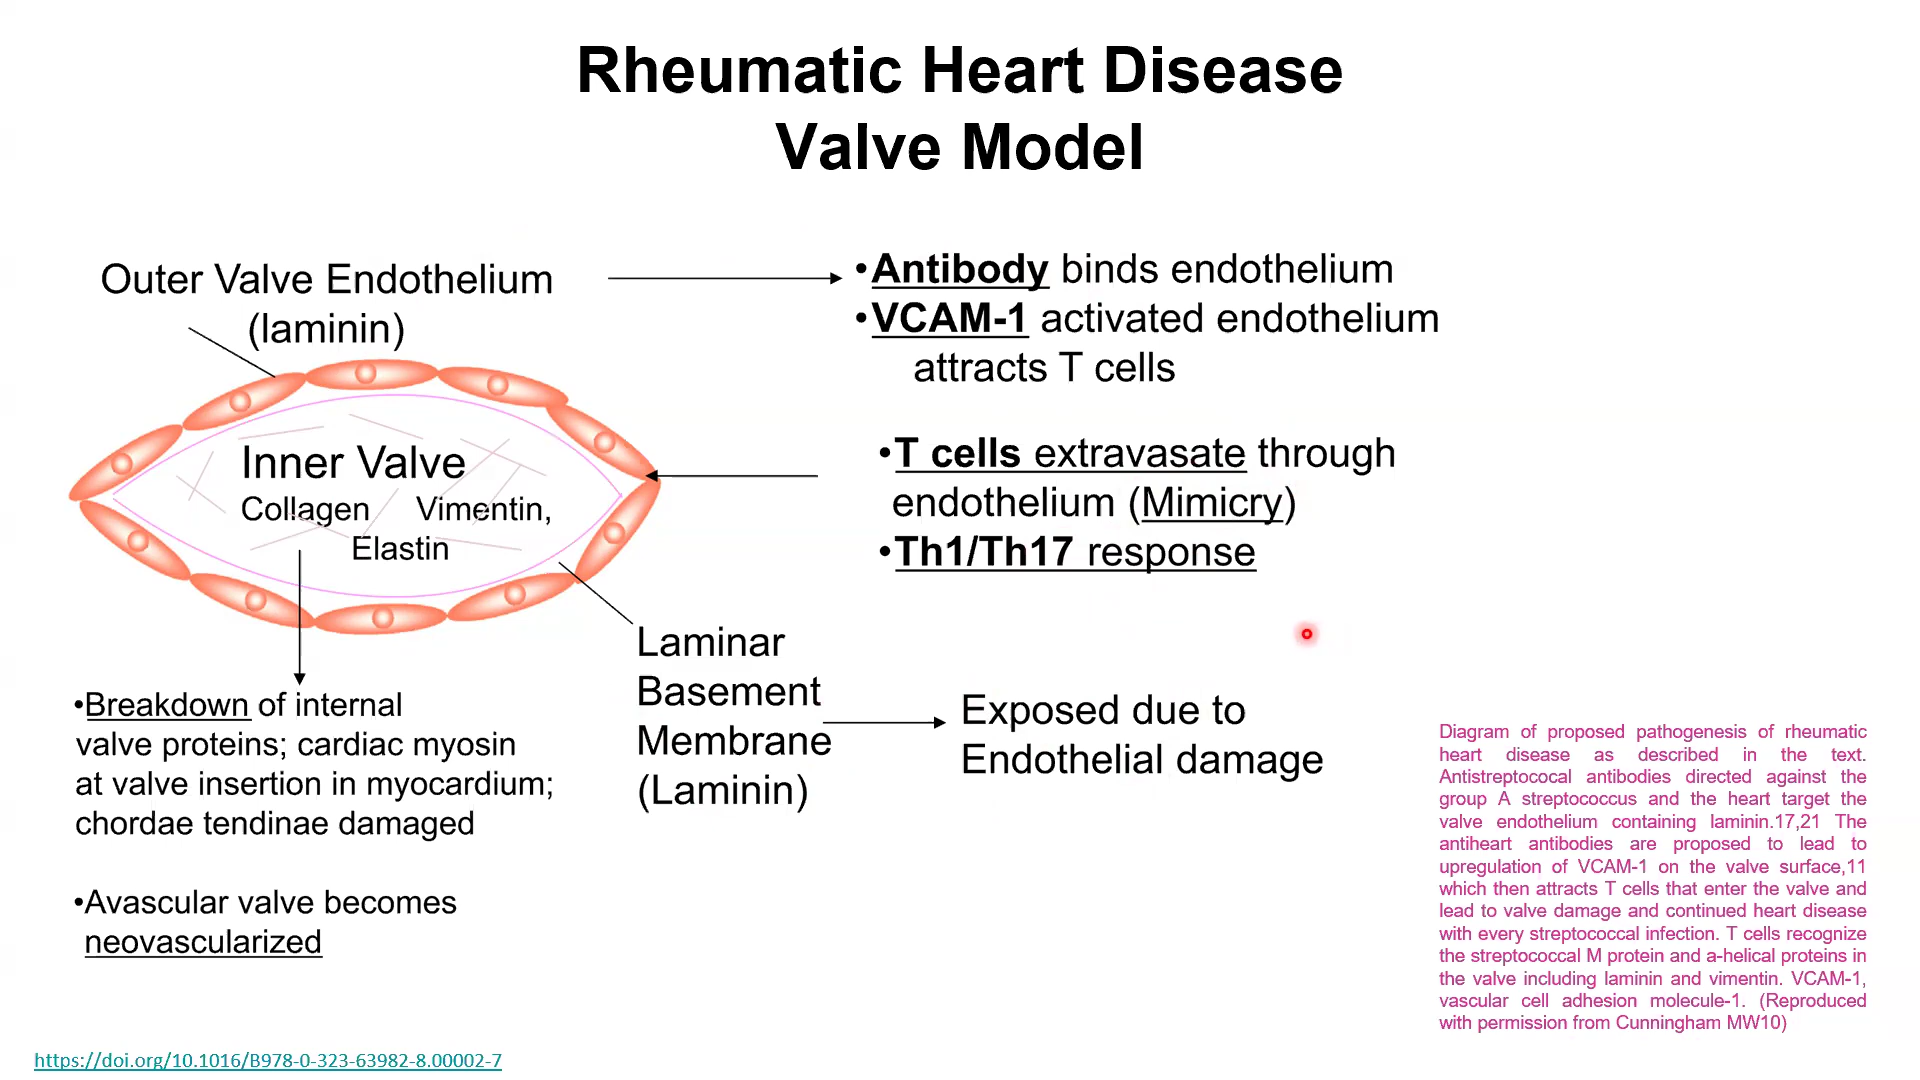 Rheumatic Heart Disease
Valve Model
Outer Valve Endothelium
(laminin)
•Antibody binds endothelium
•VCAM-1 activated endothelium
attracts T cells
Inner Valve
Collagen Vimentin,
Elastin
•T cells extravasate through
endothelium (Mimicry)
•Th1/Th17 response
Laminar
Basement
Membrane
(Laminin)
Exposed due to
Endothelial damage
•Breakdown of internal
valve proteins; cardiac myosin
at valve insertion in myocardium;
chordae tendinae damaged
•Avascular valve becomes
neovascularized
Diagram of proposed pathogenesis of rheumatic
heart disease as described in the text.
Antistreptococal antibodies directed against the
group A streptococcus and the heart target the
valve endothelium containing laminin.17,21 The
antiheart antibodies are proposed to lead to
upregulation of VCAM-1 on the valve surface,11
which then attracts T cells that enter the valve and
lead to valve damage and continued heart disease
with every streptococcal infection. T cells recognize
the streptococcal M protein and a-helical proteins in
the valve including laminin and vimentin. VCAM-1,
vascular cell adhesion molecule-1. (Reproduced
with permission from Cunningham MW10)
https://doi.org/10.1016/B978-0-323-63982-8.00002-7